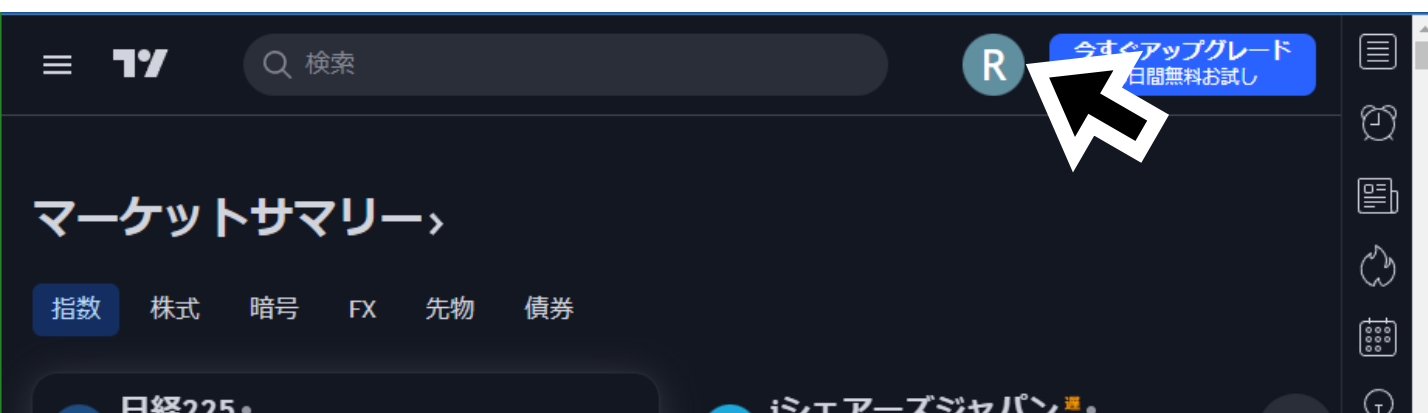 検索
R
今すぐアップグレード
日間無料お試し
マーケットサマリー
指数 株式 暗号 FX 先物 債券
日経225
iシェアーズジャパン 遅